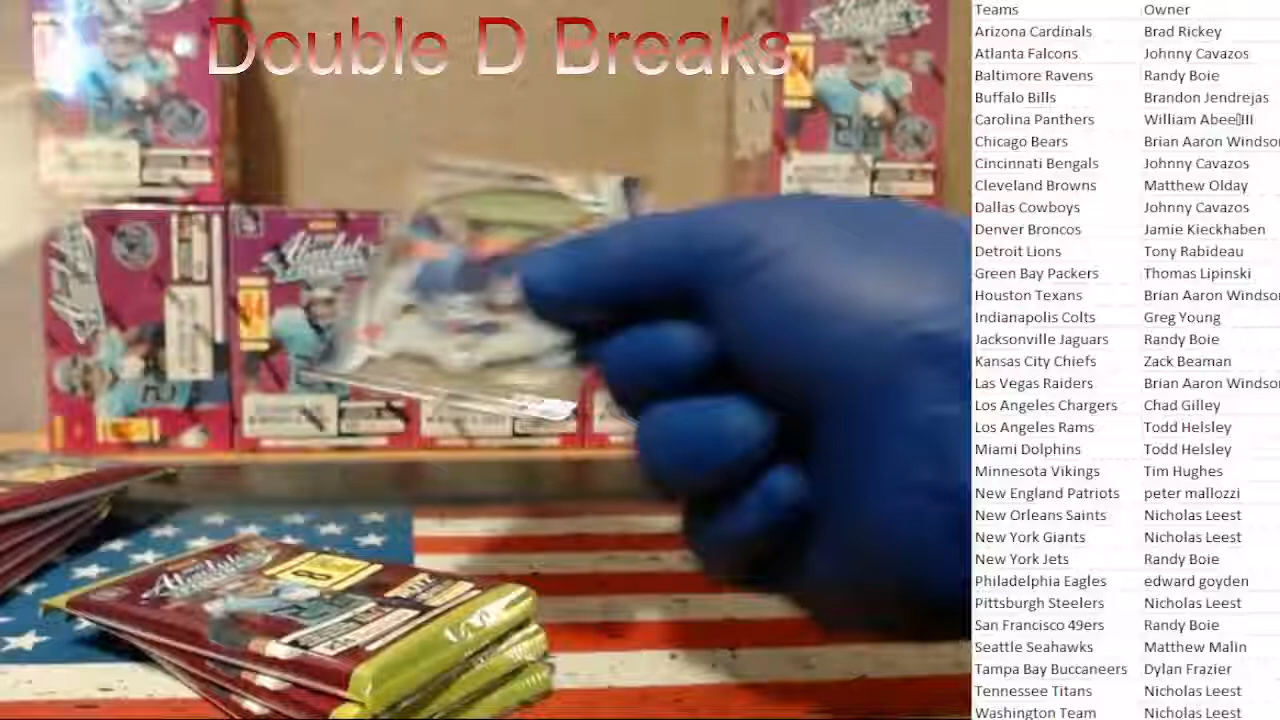 Double D Breaks
Teams Owner
Arizona Cardinals Brad Rickey
Atlanta Falcons Johnny Cavazos
Baltimore Ravens Randy Boie
Buffalo Bills Brandon Jendrejas
Carolina Panthers William Abee▯III
Chicago Bears Brian Aaron Windsor
Cincinnati Bengals Johnny Cavazos
Cleveland Browns Matthew Olday
Dallas Cowboys Johnny Cavazos
Denver Broncos Jamie Kieckhaben
Detroit Lions Tony Rabideau
Green Bay Packers Thomas Lipinski
Houston Texans Brian Aaron Windsor
Indianapolis Colts Greg Young
Jacksonville Jaguars Randy Boie
Kansas City Chiefs Zack Beaman
Las Vegas Raiders Brian Aaron Windsor
Los Angeles Chargers Chad Gilley
Los Angeles Rams Todd Helsley
Miami Dolphins Todd Helsley
Minnesota Vikings Tim Hughes
New England Patriots peter mallozzi
New Orleans Saints Nicholas Leest
New York Giants Nicholas Leest
New York Jets Randy Boie
Philadelphia Eagles edward goyden
Pittsburgh Steelers Nicholas Leest
San Francisco 49ers Randy Boie
Seattle Seahawks Matthew Malin
Tampa Bay Buccaneers Dylan Frazier
Tennessee Titans Nicholas Leest
Washington Team Nicholas Leest
Absolute
Absolute
8